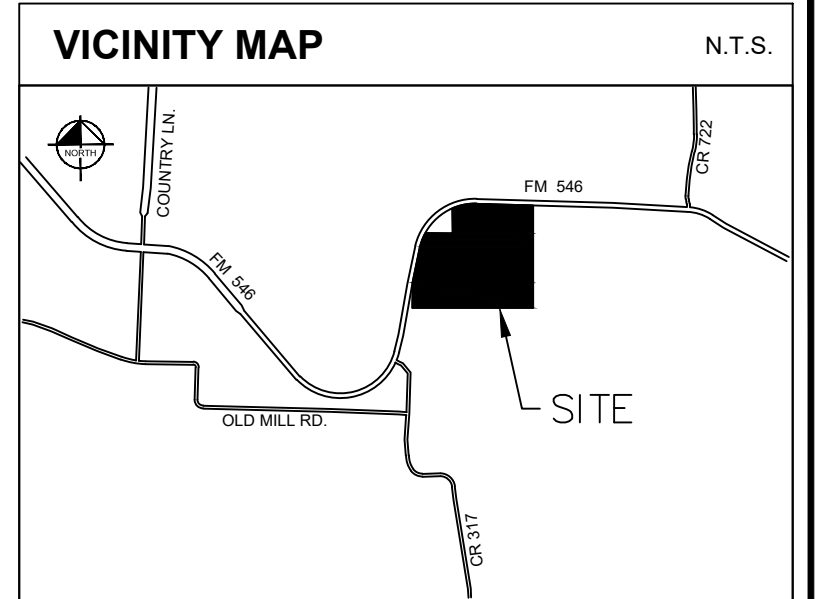 VICINITY MAP
N.T.S.
NORTH
COUNTRY LN.
CR 722
FM 546
FM 546
SITE
OLD MILL RD.
CR 317